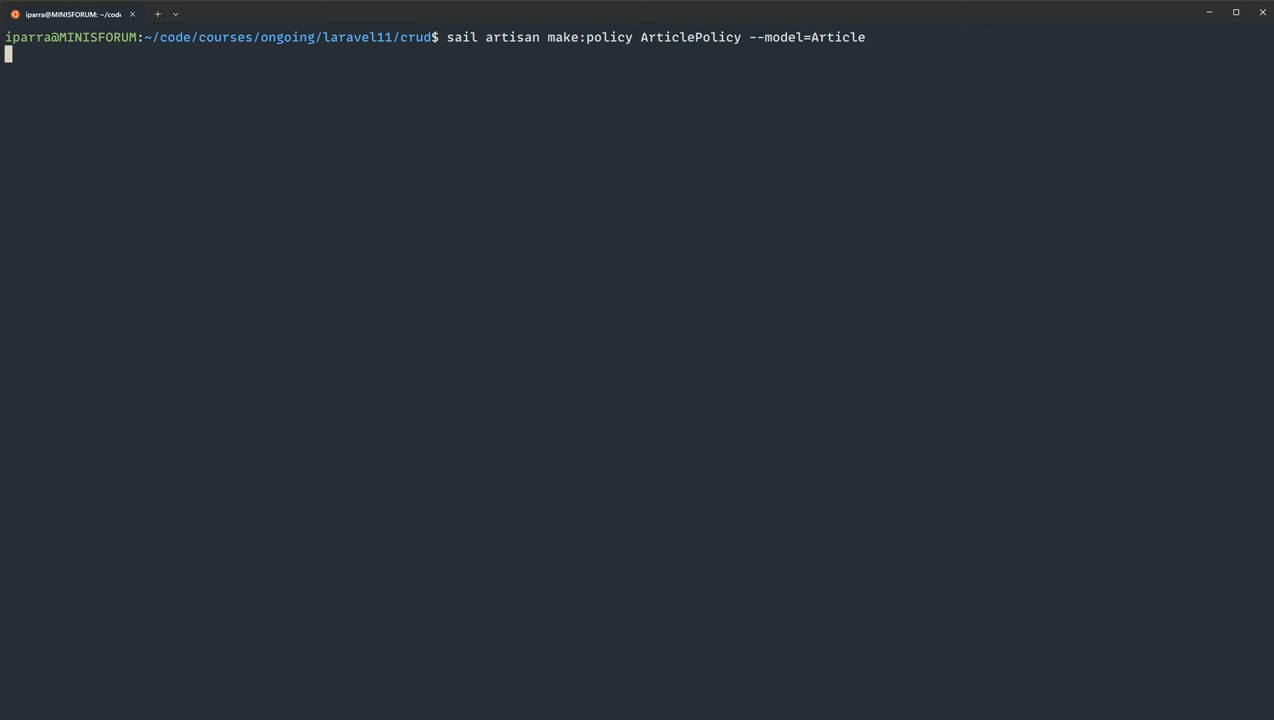 iparra@MINISFORUM: ~/code
iparra@MINISFORUM:~/code/courses/ongoing/laravel11/crud$ sail artisan make:policy ArticlePolicy --model=Article